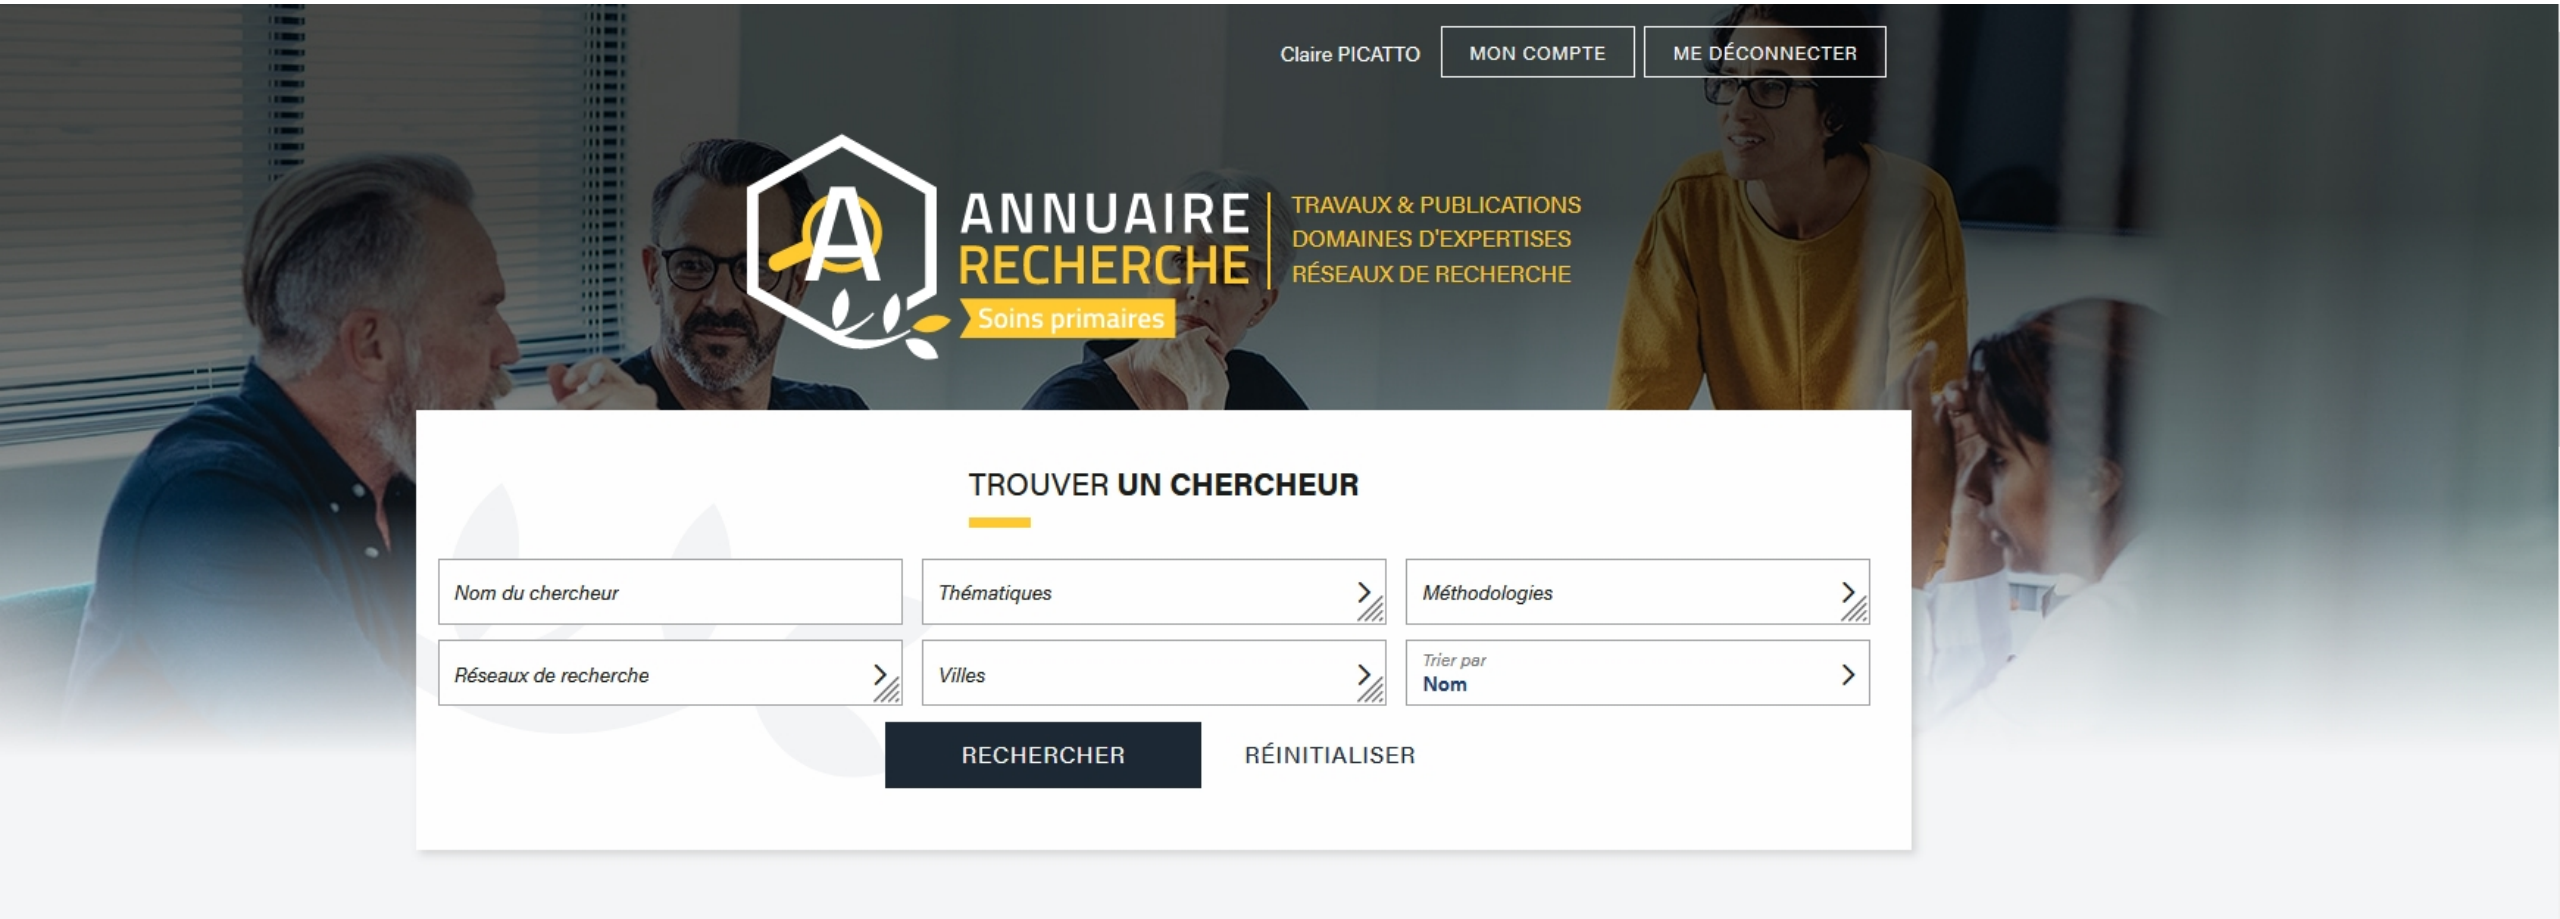 Claire PICATTO MON COMPTE ME DÉCONNECTER
A
ANNUAIRE
RECHERCHE
Soins primaires
TRAVAUX & PUBLICATIONS
DOMAINES D'EXPERTISES
RÉSEAUX DE RECHERCHE
TROUVER UN CHERCHEUR
Nom du chercheur
Thématiques
Méthodologies
Réseaux de recherche
Villes
Trier par
Nom
RECHERCHER
RÉINITIALISER